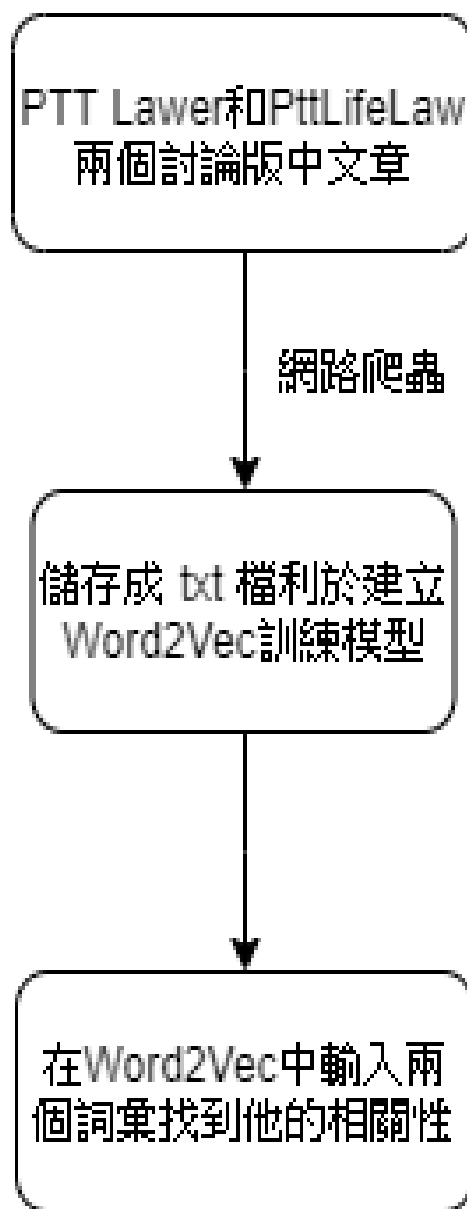 PTT Lawer和PttLifeLaw
兩個討論版中文章
網路爬蟲
儲存成 txt 檔利於建立
Word2Vec訓練模型
在Word2Vec中輸入兩
個詞彙找到他的相關性